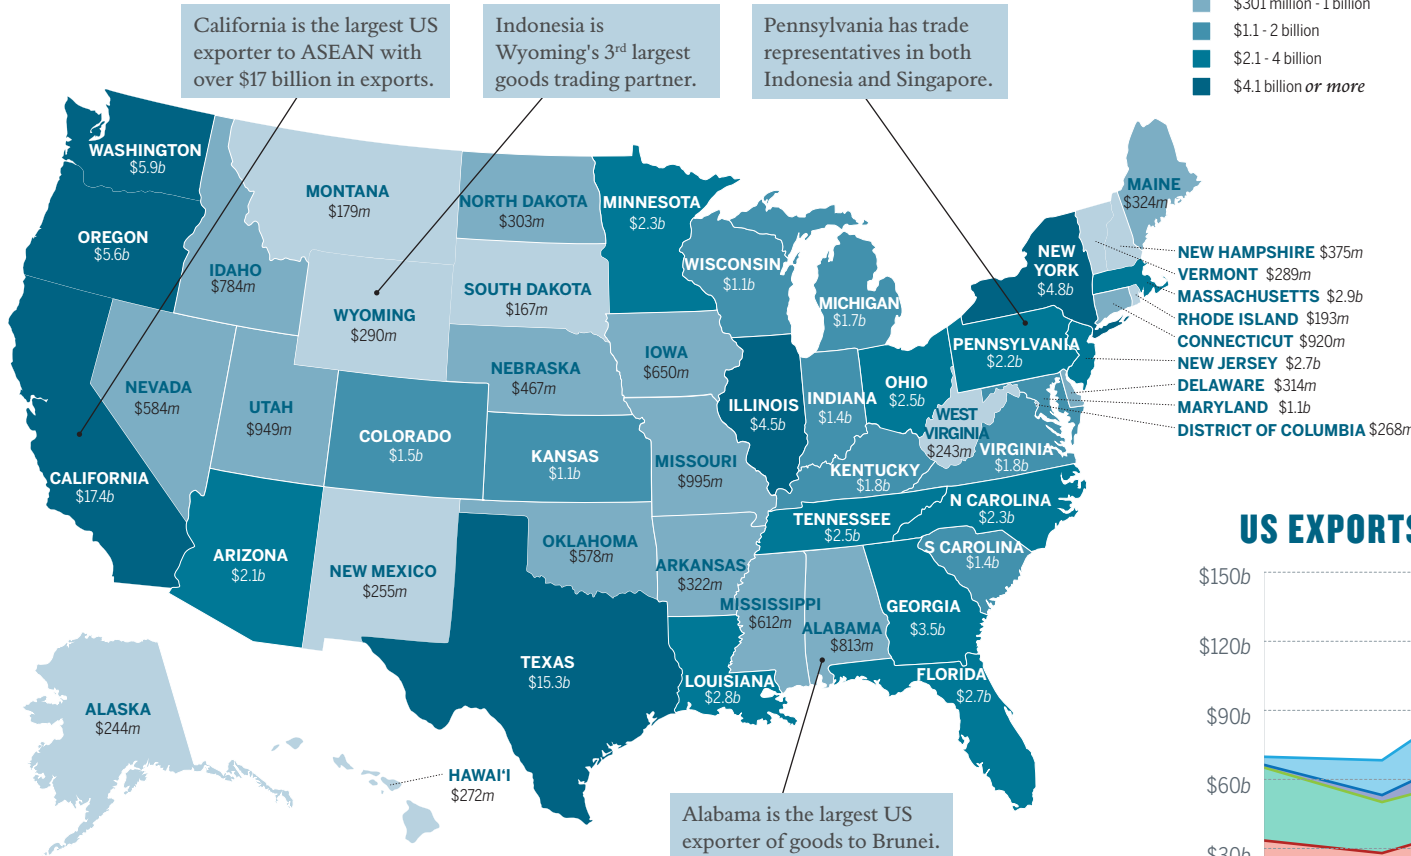 California is the largest US
exporter to ASEAN with
over $17 billion in exports.
Indonesia is
Wyoming's 3rd largest
goods trading partner.
Pennsylvania has trade
representatives in both
Indonesia and Singapore.
$301 million - 1 billion
$1.1 - 2 billion
$2.1 - 4 billion
$4.1 billion or more
WASHINGTON
$5.9b
OREGON
$5.6b
CALIFORNIA
$17.4b
IDAHO
$784m
NEVADA
$584m
MONTANA
$179m
WYOMING
$290m
UTAH
$949m
COLORADO
$1.5b
ARIZONA
$2.1b
NEW MEXICO
$255m
NORTH DAKOTA
$303m
SOUTH DAKOTA
$167m
NEBRASKA
$467m
KANSAS
$1.1b
OKLAHOMA
$578m
TEXAS
$15.3b
MINNESOTA
$2.3b
IOWA
$650m
MISSOURI
$995m
ARKANSAS
$322m
LOUISIANA
$2.8b
WISCONSIN
$1.1b
ILLINOIS
$4.5b
MICHIGAN
$1.7b
INDIANA
$1.4b
OHIO
$2.5b
KENTUCKY
$1.8b
TENNESSEE
$2.5b
MISSISSIPPI
$612m
ALABAMA
$813m
GEORGIA
$3.5b
FLORIDA
$2.7b
S CAROLINA
$1.4b
N CAROLINA
$2.3b
VIRGINIA
$1.8b
WEST
VIRGINIA
$243m
PENNSYLVANIA
$2.2b
NEW
YORK
$4.8b
MAINE
$324m
NEW HAMPSHIRE $375m
VERMONT $289m
MASSACHUSETTS $2.9b
RHODE ISLAND $193m
CONNECTICUT $920m
NEW JERSEY $2.7b
DELAWARE $314m
MARYLAND $1.1b
DISTRICT OF COLUMBIA $268m
ALASKA
$244m
HAWAI'I
$272m
Alabama is the largest US
exporter of goods to Brunei.
US EXPORTS
$150b
$120b
$90b
$60b
$30b